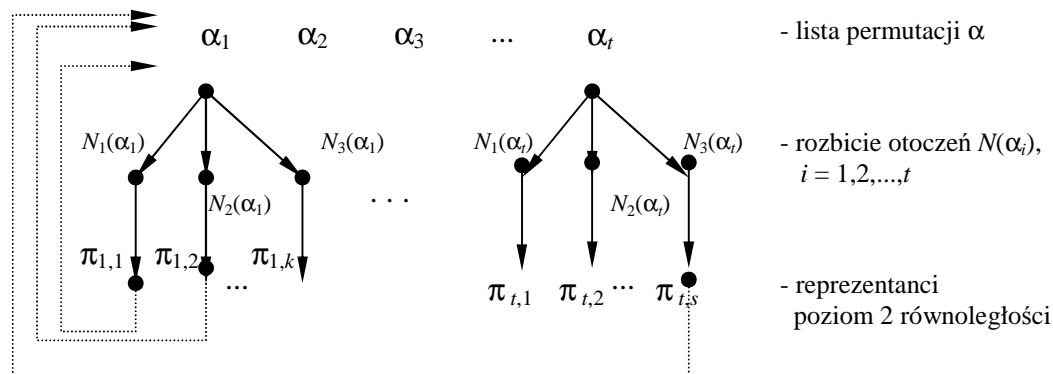 α1 α2 α3 ... αt - lista permutacji α
N1(α1) N3(α1) N1(αt) N3(αt) - rozbicie otoczeń N(αi),
i = 1,2,...,t
N2(α1) . . . N2(αt)
π1,1 π1,2 ... π1,k
πt,1 πt,2 ... πt,s - reprezentanci
poziom 2 równoległości